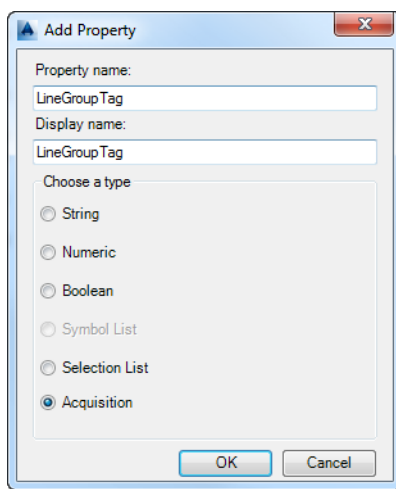 Add Property
Property name:
LineGroupTag
Display name:
LineGroupTag
Choose a type
String
Numeric
Boolean
Symbol List
Selection List
Acquisition
OK
Cancel